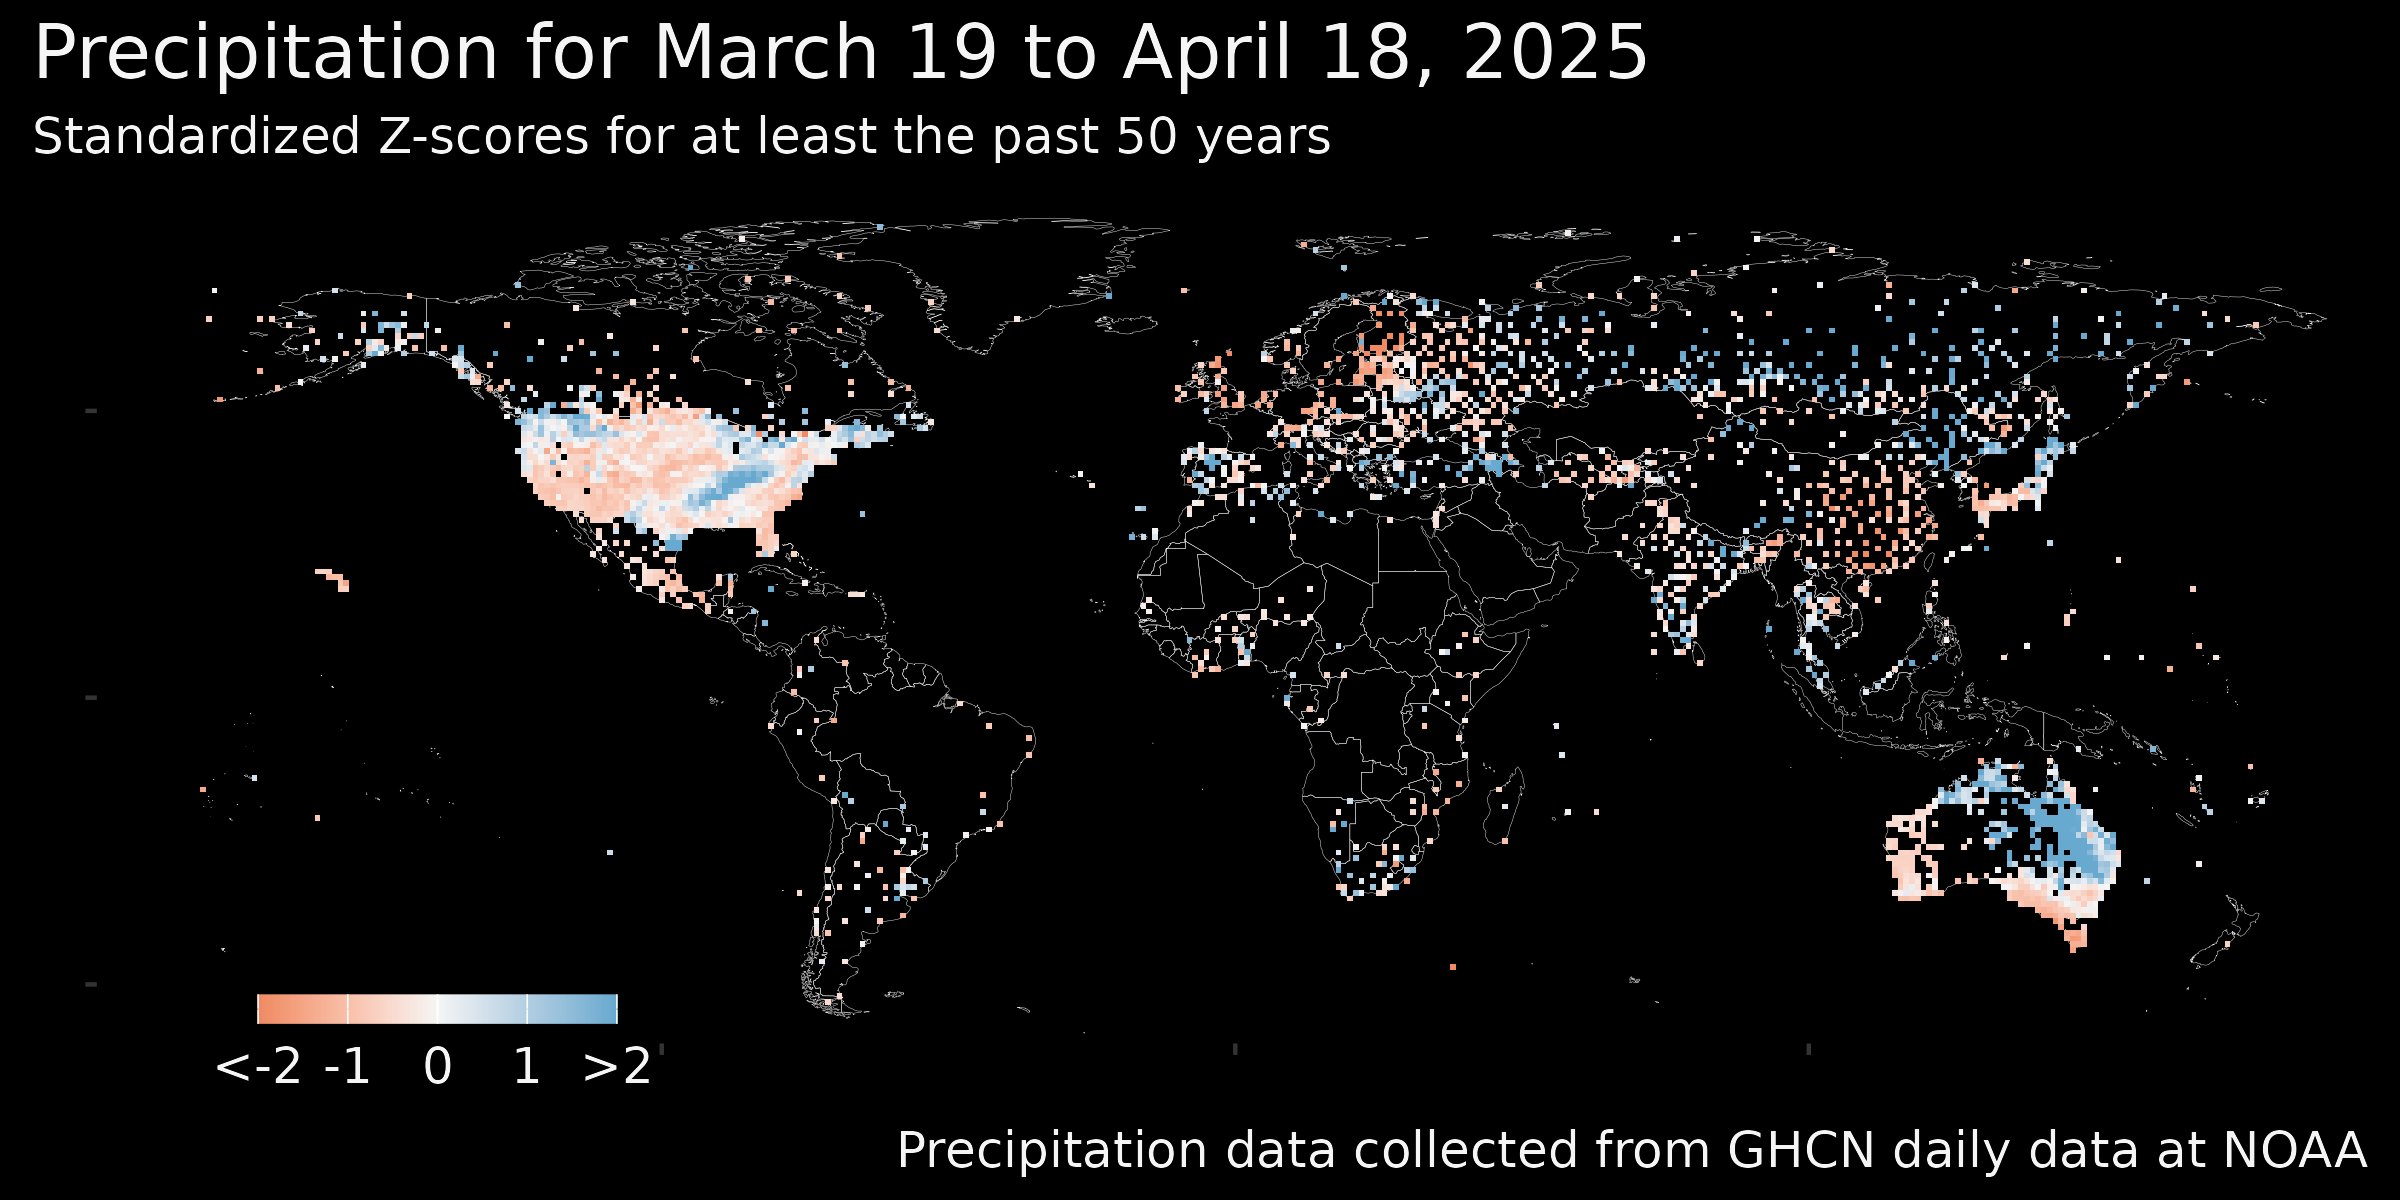 Precipitation for March 19 to April 18, 2025
Standardized Z-scores for at least the past 50 years
<-2 -1 0 1 >2
Precipitation data collected from GHCN daily data at NOAA